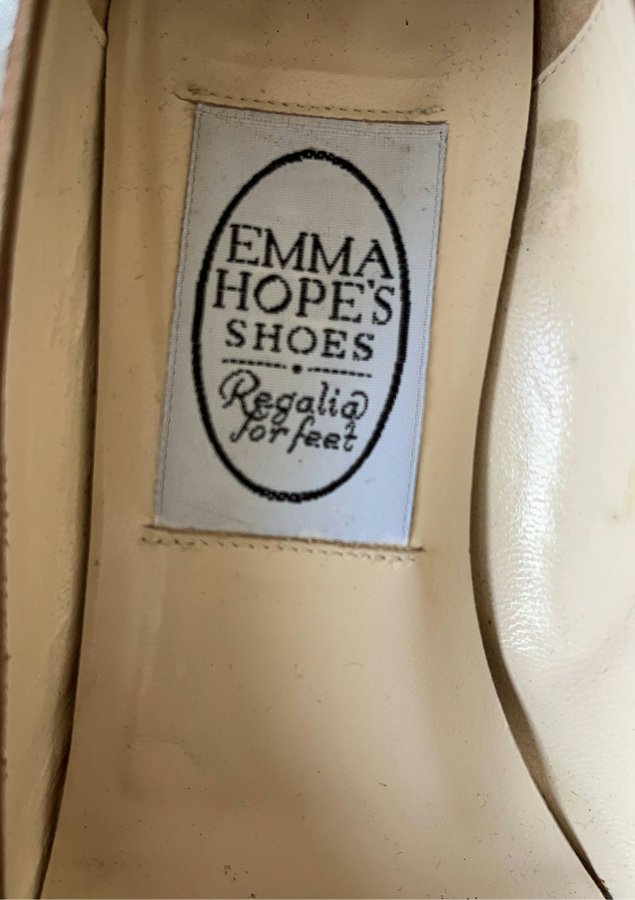 EMMA
HOPE'S
SHOES
Regalia
for feet